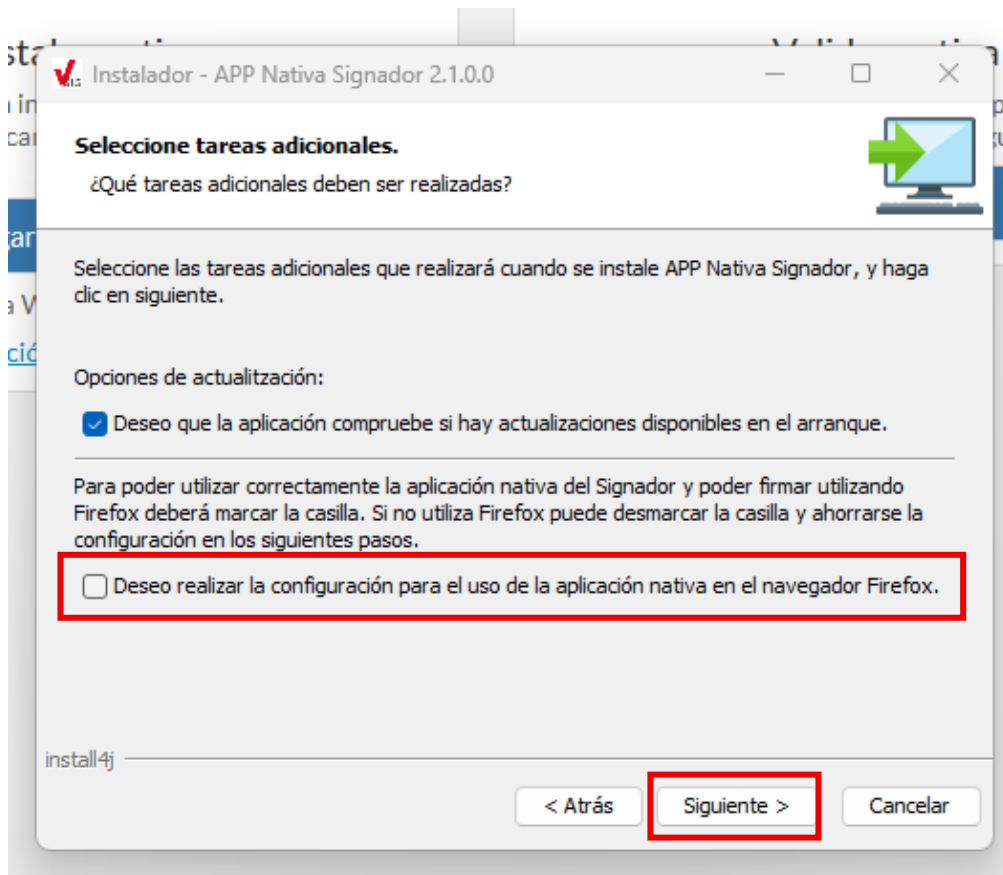 Instalador - APP Nativa Signador 2.1.0.0
Seleccione tareas adicionales.
¿Qué tareas adicionales deben ser realizadas?
Seleccione las tareas adicionales que realizará cuando se instale APP Nativa Signador, y haga
clic en siguiente.
Opciones de actualitzación:
Deseo que la aplicación compruebe si hay actualizaciones disponibles en el arranque.
Para poder utilizar correctamente la aplicación nativa del Signador y poder firmar utilizando
Firefox deberá marcar la casilla. Si no utiliza Firefox puede desmarcar la casilla y ahorrarse la
configuración en los siguientes pasos.
Deseo realizar la configuración para el uso de la aplicación nativa en el navegador Firefox.
install4j
< Atrás
Siguiente >
Cancelar